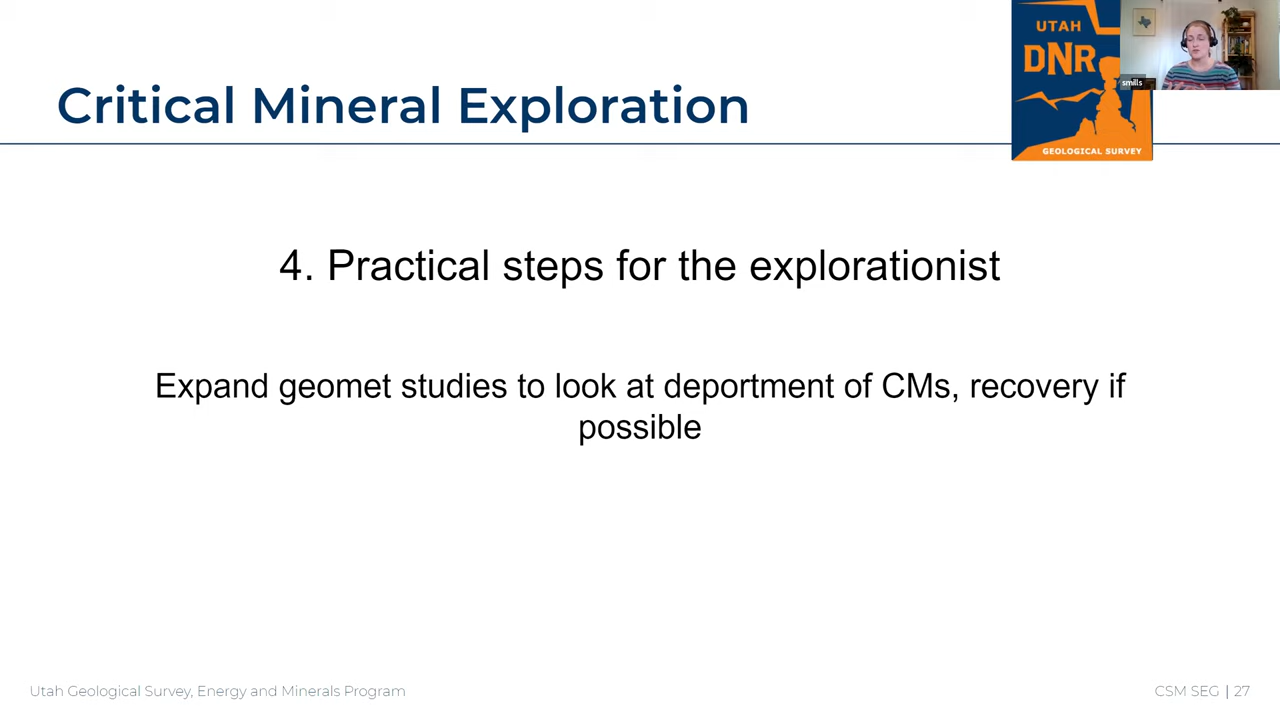 UTAH
DNR
GEOLOGICAL SURVEY
smills
Critical Mineral Exploration
4. Practical steps for the explorationist
Expand geomet studies to look at deportment of CMs, recovery if
possible
Utah Geological Survey, Energy and Minerals Program
CSM SEG | 27